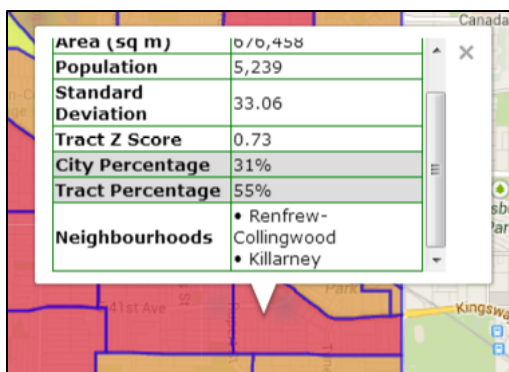 Canada
Area (sq m) 676,458
Population 5,239
Standard Deviation 33.06
Tract Z Score 0.73
City Percentage 31%
Tract Percentage 55%
Neighbourhoods
• Renfrew-
Collingwood
• Killarney
Park
E 41st Ave
Kingsway